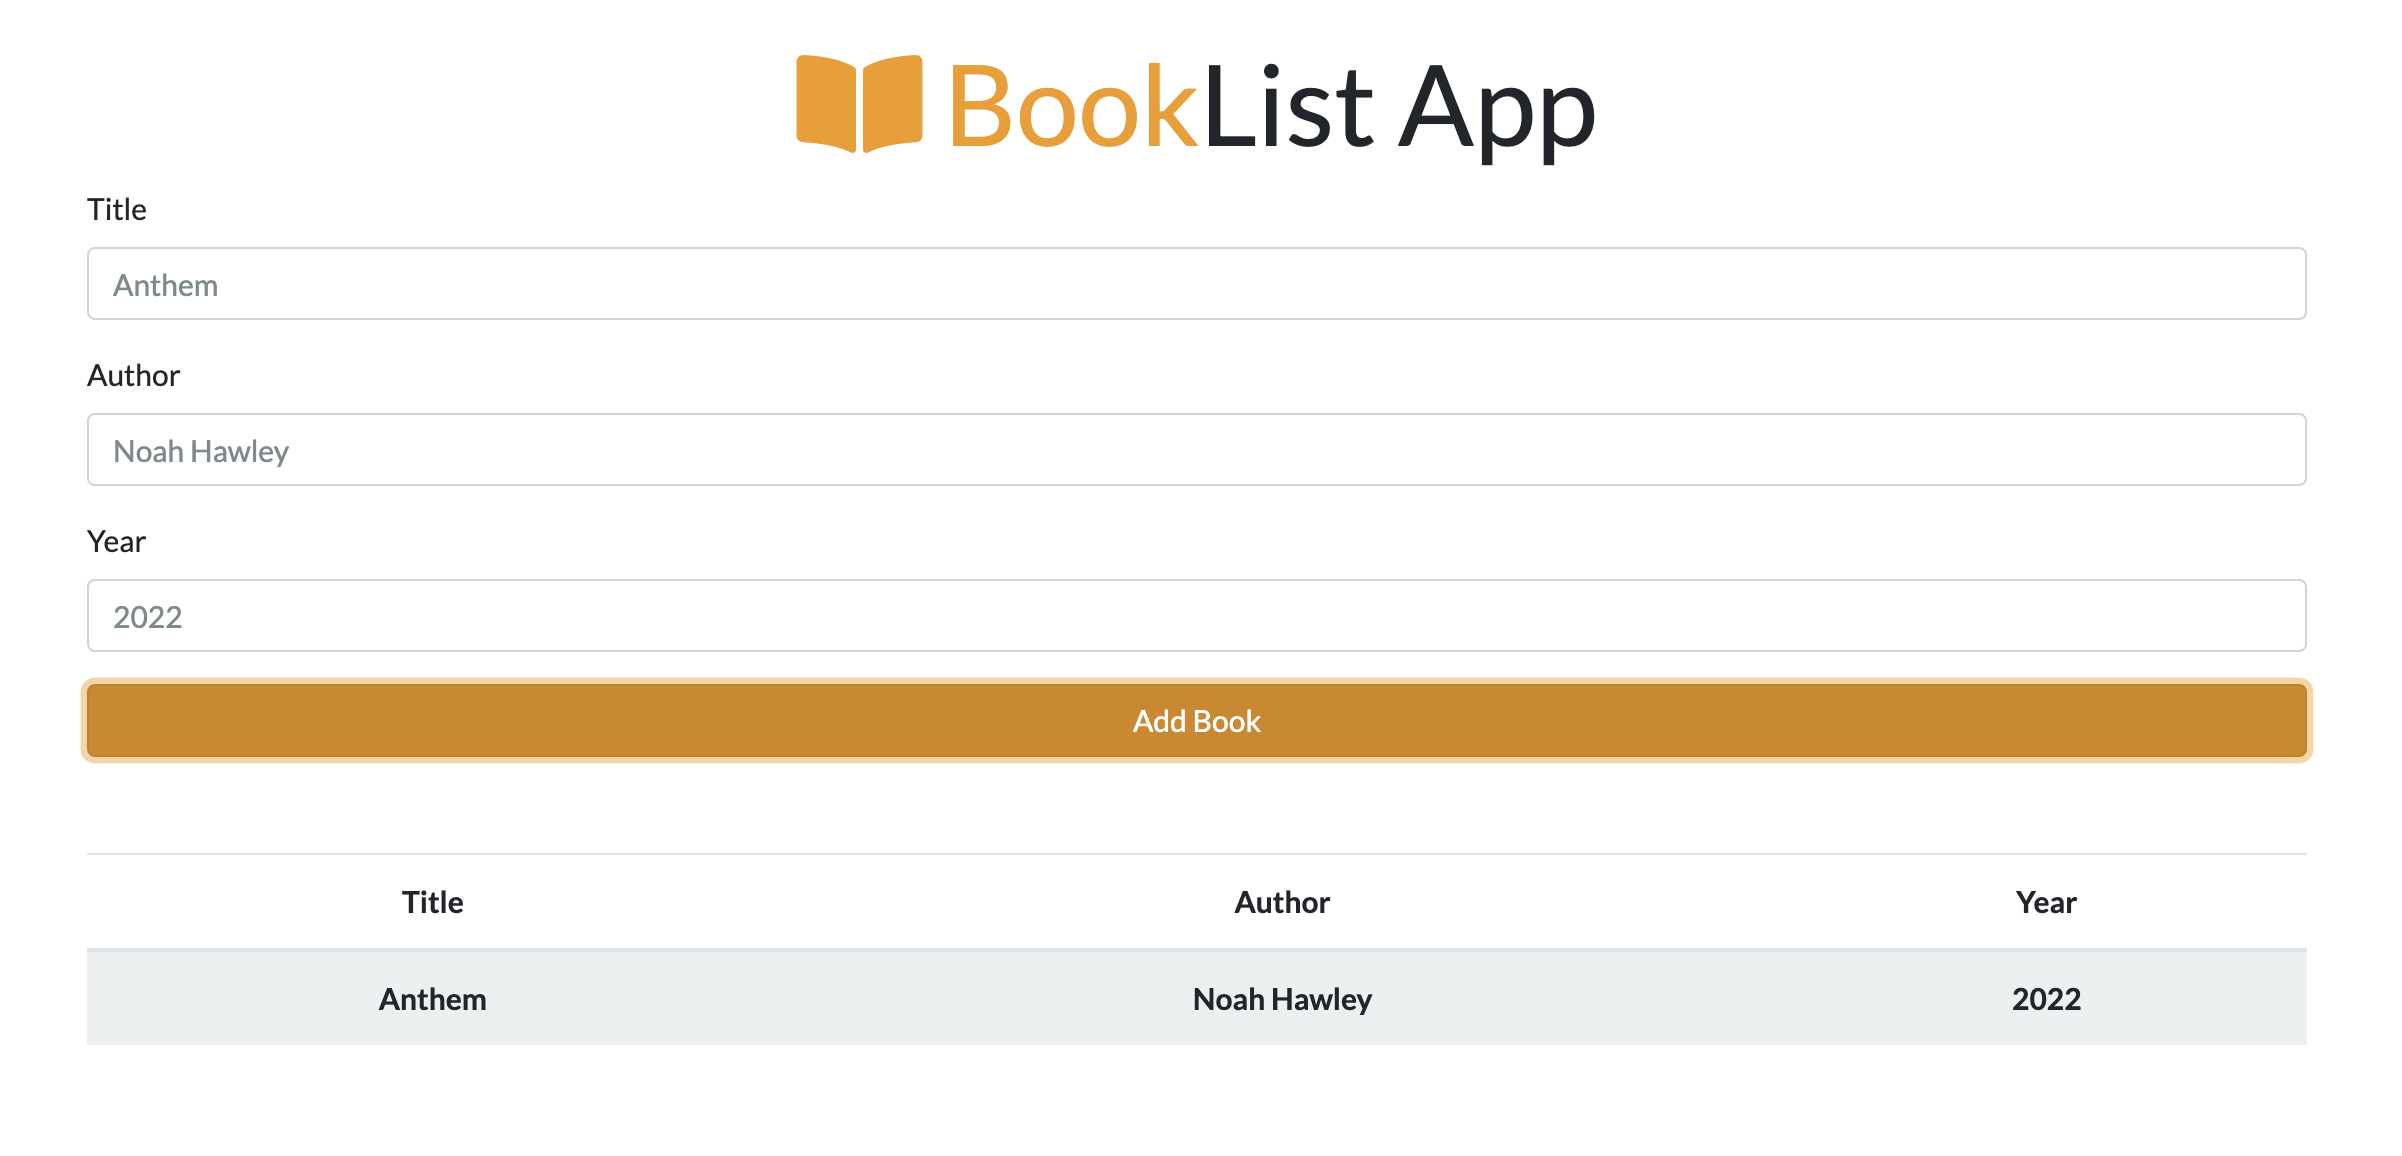 BookList App
Title
Anthem
Author
Noah Hawley
Year
2022
Add Book
Title Author Year
Anthem Noah Hawley 2022